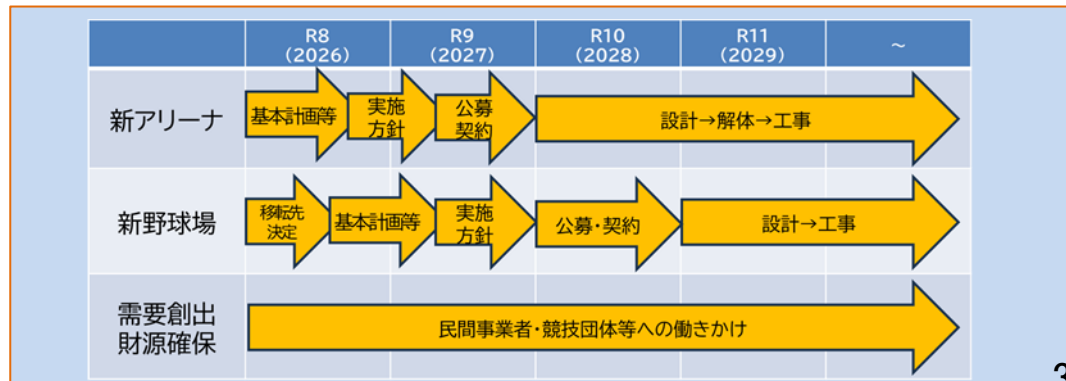 R8
(2026)
R9
(2027)
R10
(2028)
R11
(2029)
~
新アリーナ
基本計画等
実施
方針
公募
契約
設計→解体→工事
新野球場
移転先
決定
基本計画等
実施
方針
公募・契約
設計→工事
需要創出
財源確保
民間事業者・競技団体等への働きかけ